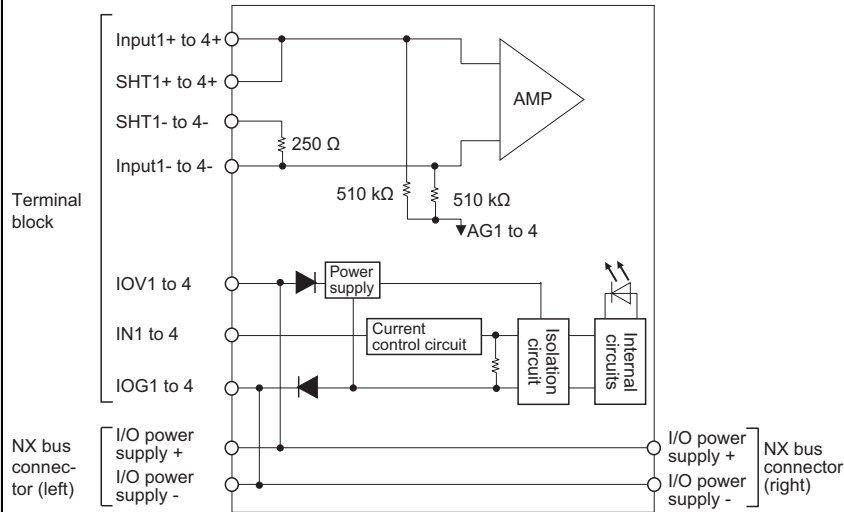 Terminal
block
Input1+ to 4+
SHT1+ to 4+
SHT1- to 4-
Input1- to 4-
250 Ω
510 kΩ
510 kΩ
AG1 to 4
AMP
IOV1 to 4
IN1 to 4
IOG1 to 4
Power
supply
Current
control circuit
Isolation
circuit
Internal
circuits
NX bus
connec-
tor (left)
I/O power
supply +
I/O power
supply -
I/O power
supply +
I/O power
supply -
NX bus
connector
(right)